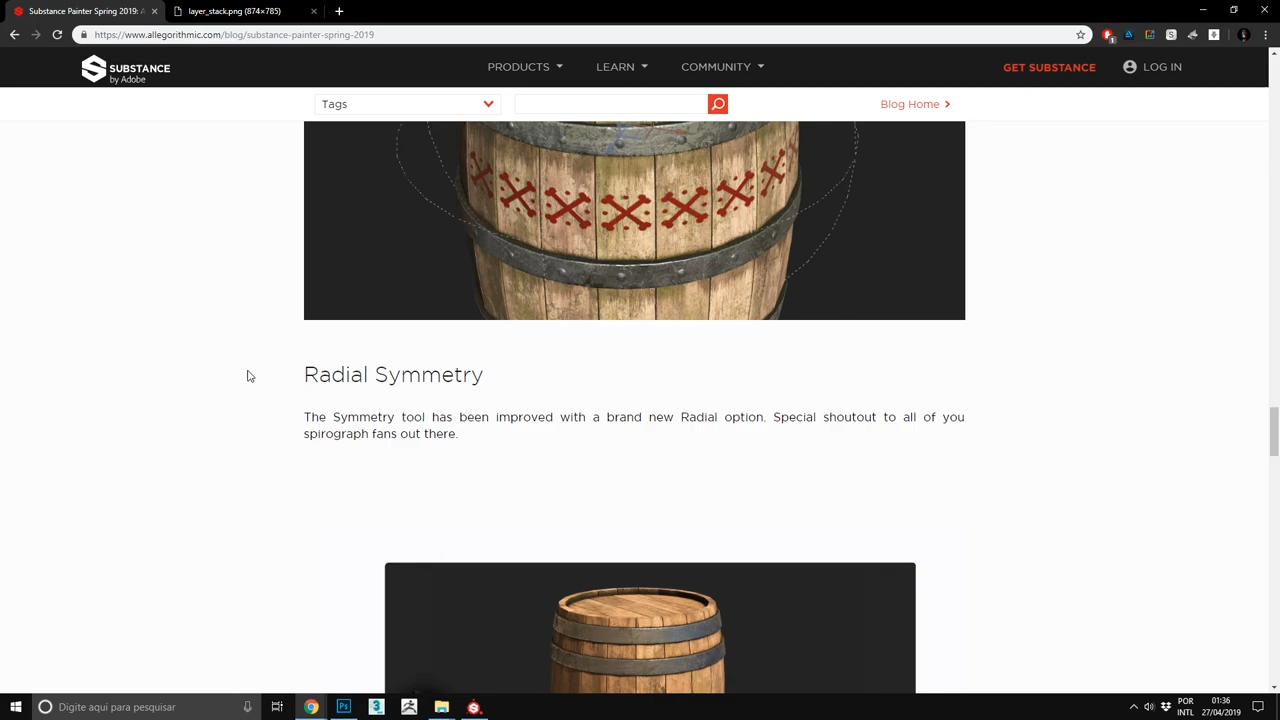 Substance Painter Spring 2019: A
layer_stack.png (874×785)
https://www.allegorithmic.com/blog/substance-painter-spring-2019
SUBSTANCE
by Adobe
PRODUCTS
LEARN
COMMUNITY
GET SUBSTANCE
LOG IN
Tags
Blog Home
Radial Symmetry
The Symmetry tool has been improved with a brand new Radial option. Special shoutout to all of you
spirograph fans out there.
Digite aqui para pesquisar
Ps
POR
INTL
01:36
27/04/2019